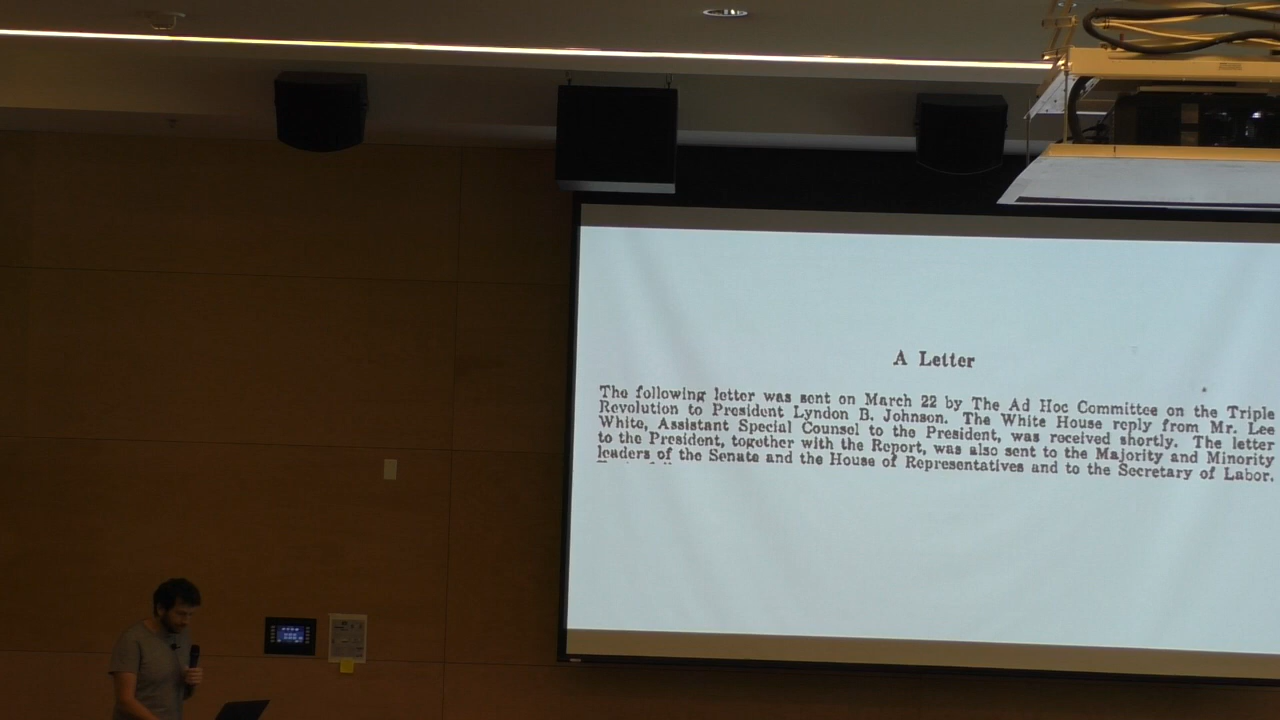 A Letter
The following letter was sent on March 22 by The Ad Hoc Committee on the Triple
Revolution to President Lyndon B. Johnson. The White House reply from Mr. Lee
White, Assistant Special Counsel to the President, was received shortly. The letter
to the President, together with the Report, was also sent to the Majority and Minority
leaders of the Senate and the House of Representatives and to the Secretary of Labor.